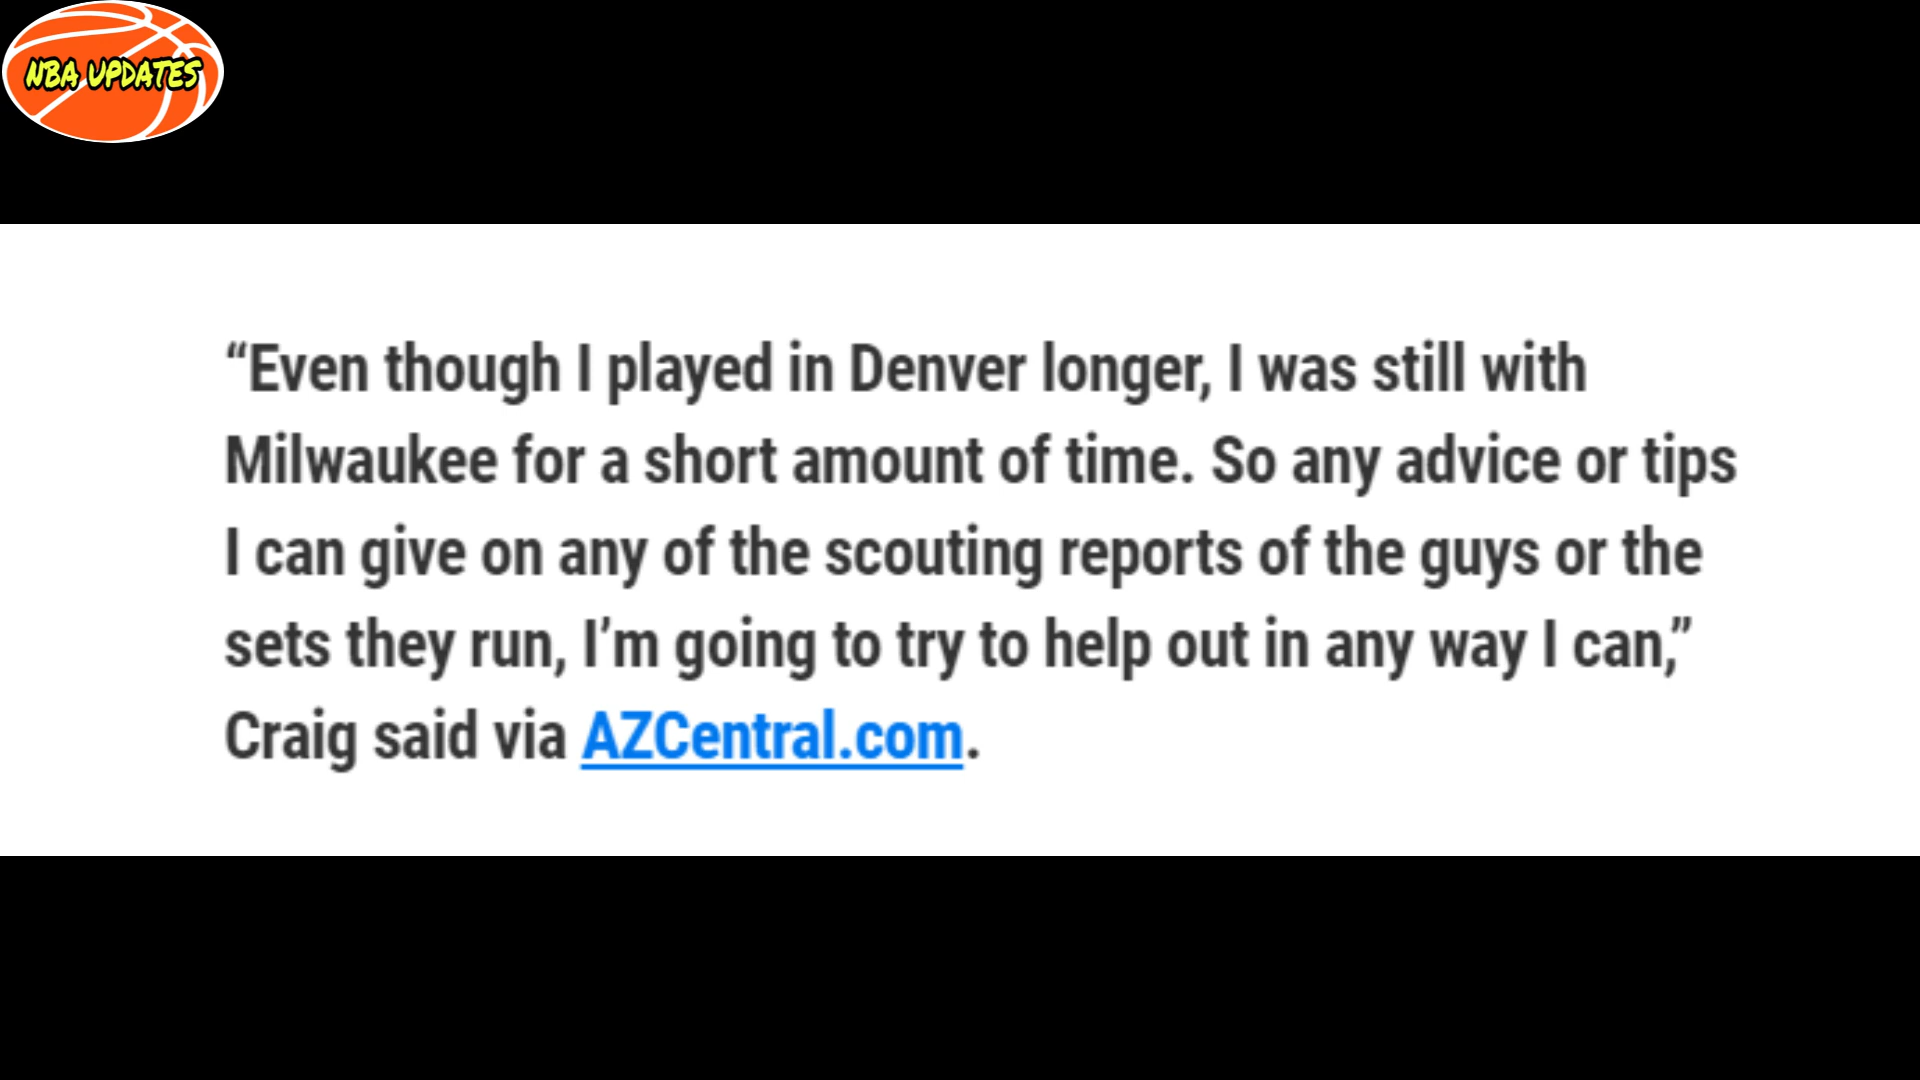 NBA UPDATES
“Even though I played in Denver longer, I was still with
Milwaukee for a short amount of time. So any advice or tips
I can give on any of the scouting reports of the guys or the
sets they run, I’m going to try to help out in any way I can,”
Craig said via AZCentral.com.